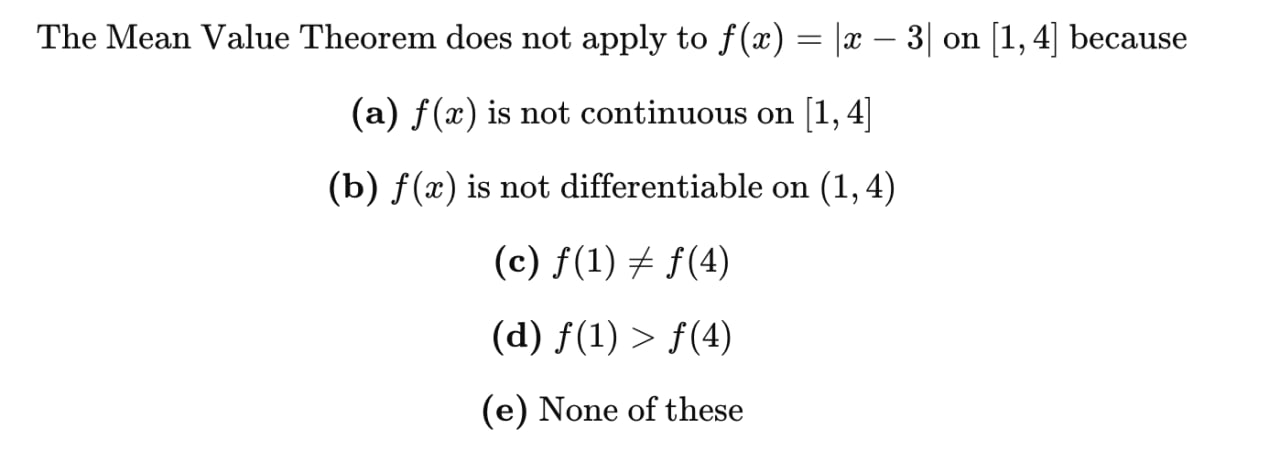 The Mean Value Theorem does not apply to f(x) = |x − 3| on [1, 4] because
(a) f(x) is not continuous on [1, 4]
(b) f(x) is not differentiable on (1, 4)
(c) f(1) ≠ f(4)
(d) f(1) > f(4)
(e) None of these